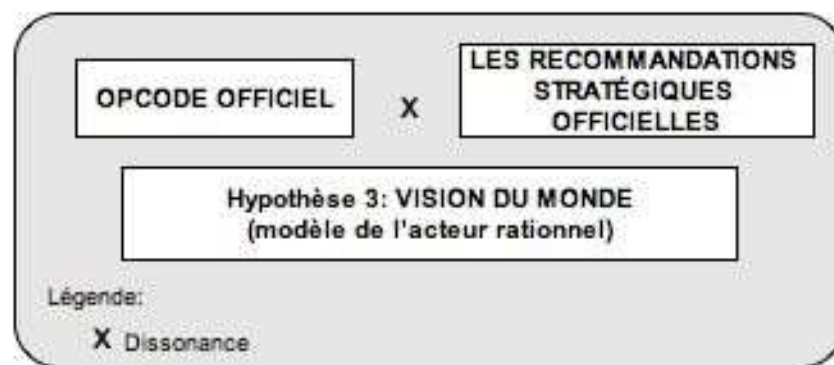 OPCODE OFFICIEL
X
LES RECOMMANDATIONS
STRATÉGIQUES
OFFICIELLES
Hypothèse 3: VISION DU MONDE
(modèle de l'acteur rationnel)
Légende:
X Dissonance